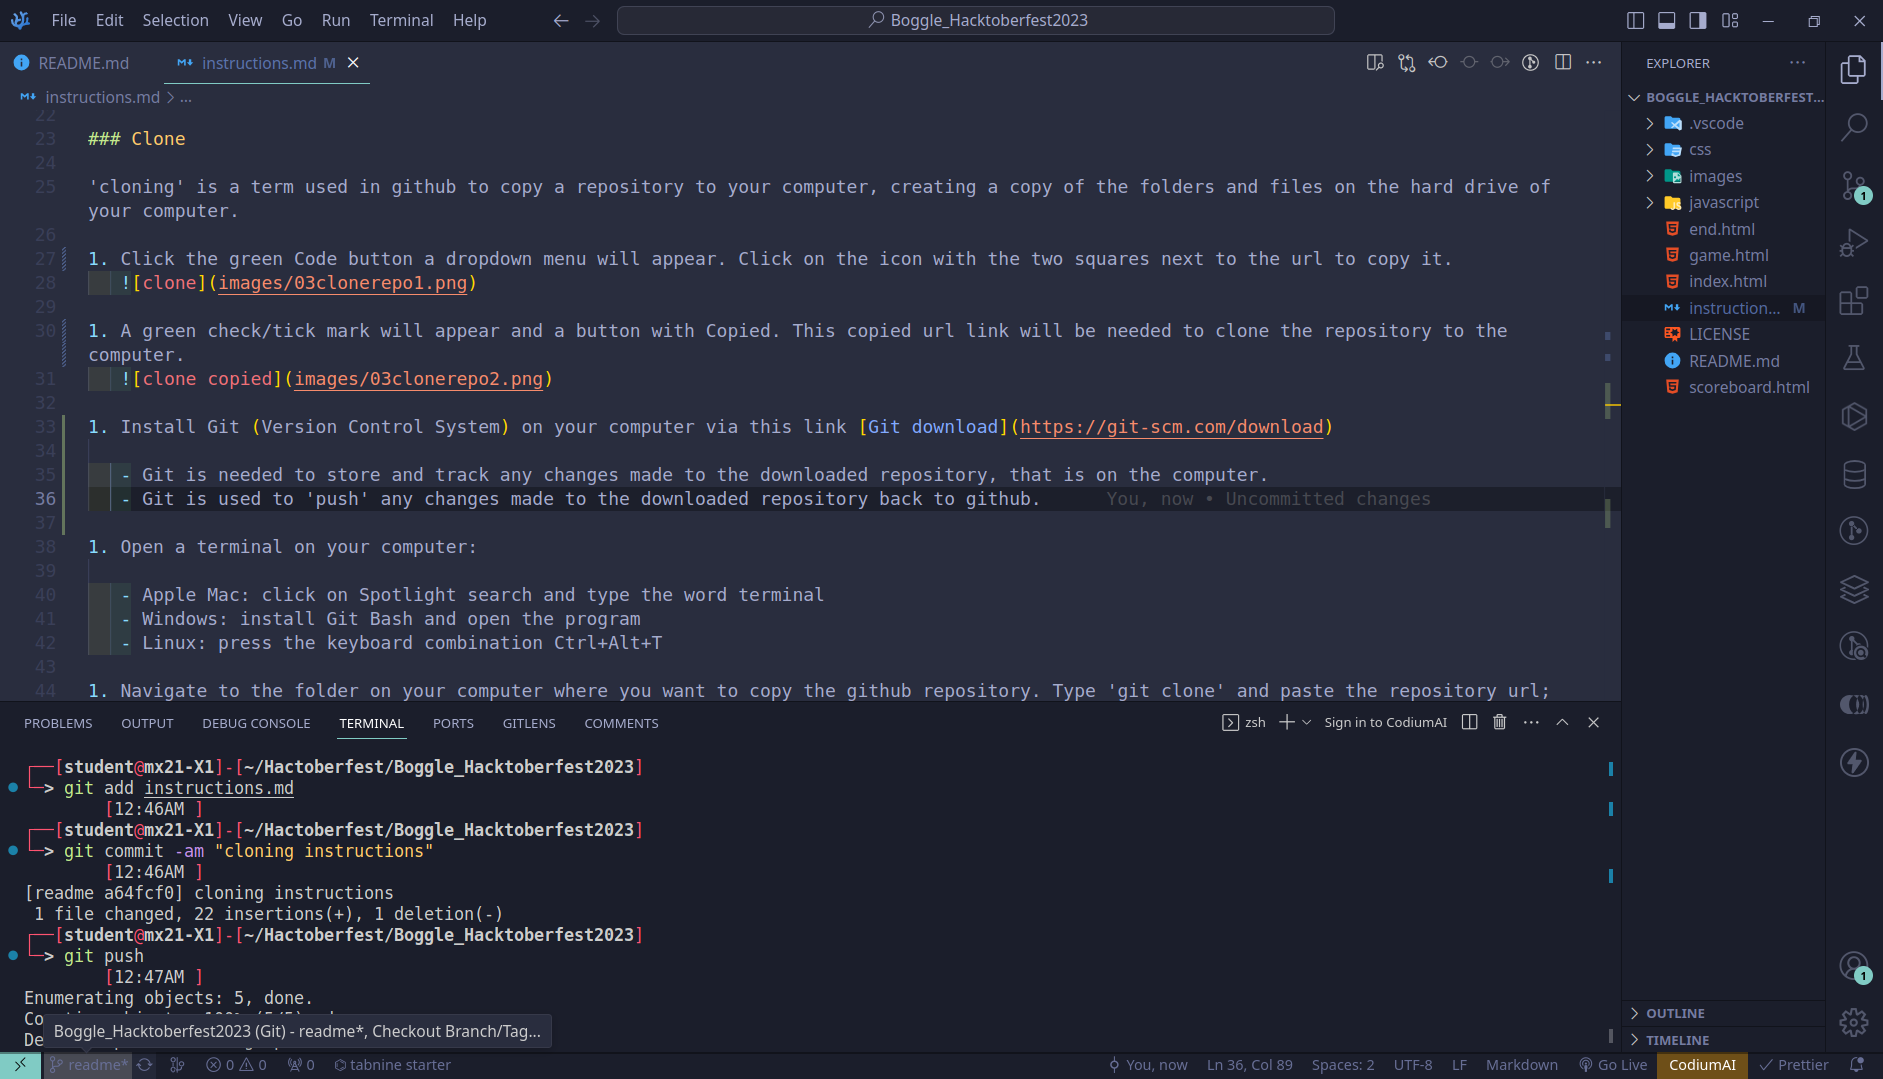 File Edit Selection View Go Run Terminal Help
Boggle_Hacktoberfest2023
README.md
instructions.md M
instructions.md > ...
22
23 ### Clone
24
25 'cloning' is a term used in github to copy a repository to your computer, creating a copy of the folders and files on the hard drive of
your computer.
26
27 1. Click the green Code button a dropdown menu will appear. Click on the icon with the two squares next to the url to copy it.
28 ![clone](images/03clonerepo1.png)
29
30 1. A green check/tick mark will appear and a button with Copied. This copied url link will be needed to clone the repository to the
computer.
31 ![clone copied](images/03clonerepo2.png)
32
33 1. Install Git (Version Control System) on your computer via this link [Git download](https://git-scm.com/download)
34
35 - Git is needed to store and track any changes made to the downloaded repository, that is on the computer.
36 - Git is used to 'push' any changes made to the downloaded repository back to github. You, now • Uncommitted changes
37
38 1. Open a terminal on your computer:
39
40 - Apple Mac: click on Spotlight search and type the word terminal
41 - Windows: install Git Bash and open the program
42 - Linux: press the keyboard combination Ctrl+Alt+T
43
44 1. Navigate to the folder on your computer where you want to copy the github repository. Type 'git clone' and paste the repository url;
EXPLORER
BOGGLE_HACKTOBERFEST...
.vscode
css
images
javascript
end.html
game.html
index.html
instruction... M
LICENSE
README.md
scoreboard.html
OUTLINE
TIMELINE
1
1
PROBLEMS OUTPUT DEBUG CONSOLE TERMINAL PORTS GITLENS COMMENTS
zsh Sign in to CodiumAI
[student@mx21-X1]-[~/Hactoberfest/Boggle_Hacktoberfest2023]
> git add instructions.md
[12:46AM ]
[student@mx21-X1]-[~/Hactoberfest/Boggle_Hacktoberfest2023]
> git commit -am "cloning instructions"
[12:46AM ]
[readme a64fcf0] cloning instructions
1 file changed, 22 insertions(+), 1 deletion(-)
[student@mx21-X1]-[~/Hactoberfest/Boggle_Hacktoberfest2023]
> git push
[12:47AM ]
Enumerating objects: 5, done.
Boggle_Hacktoberfest2023 (Git) - readme*, Checkout Branch/Tag...
readme* 0 0 0 tabnine starter
You, now Ln 36, Col 89 Spaces: 2 UTF-8 LF Markdown Go Live CodiumAI Prettier